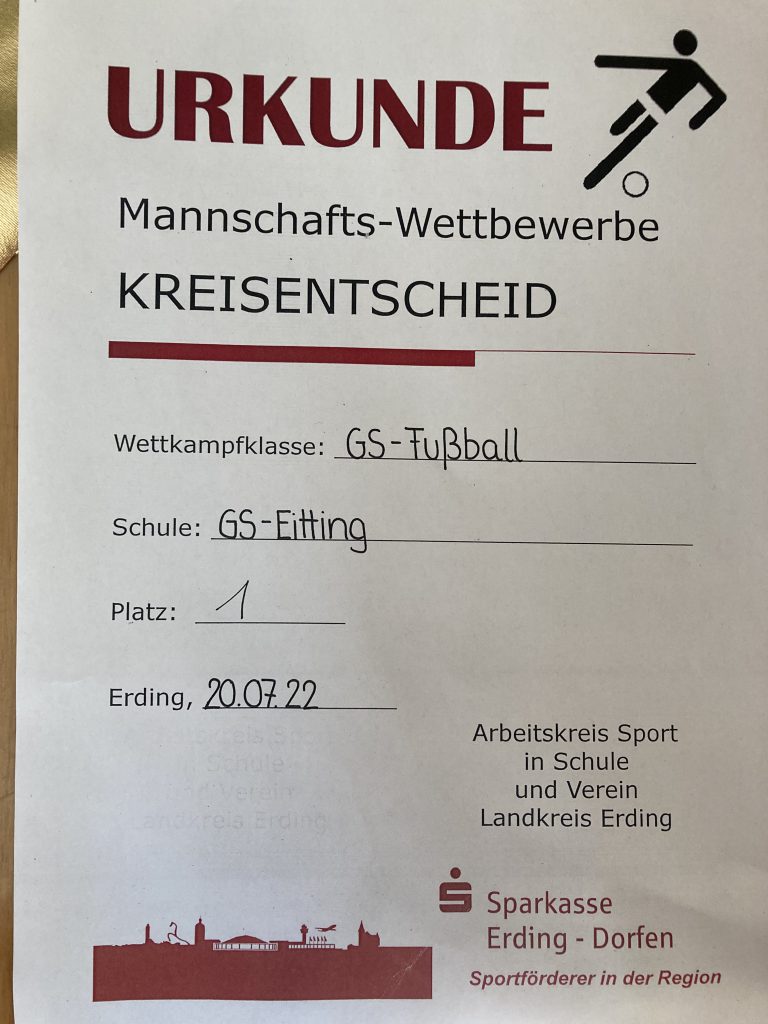 URKUNDE
Mannschafts-Wettbewerbe
KREISENTSCHEID
Wettkampfklasse: GS-Fußball
Schule: GS-Eitting
Platz: 1
Erding, 20.07.22
Arbeitskreis Sport
in Schule
und Verein
Landkreis Erding
Sparkasse
Erding - Dorfen
Sportförderer in der Region